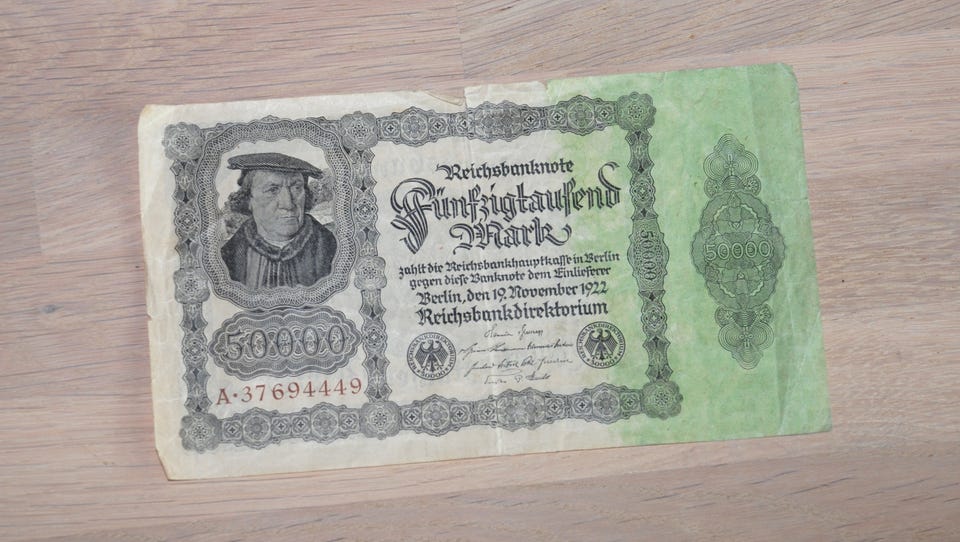 Reichsbanknote
Fünfzigtausend
Mark
zahlt die Reichsbankhauptkasse in Berlin
gegen diese Banknote dem Einlieferer
Berlin, den 19. November 1922
Reichsbankdirektorium
50000
A·37694449
50000
50000